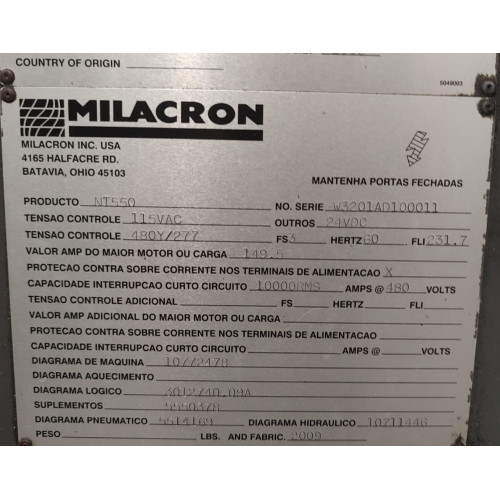 COUNTRY OF ORIGIN
5049003
MILACRON
MILACRON INC. USA
4165 HALFACRE RD.
BATAVIA, OHIO 45103
MANTENHA PORTAS FECHADAS
PRODUCTO NT550 NO. SERIE W3201AD100011
TENSAO CONTROLE 115VAC OUTROS 24VDC
TENSAO CONTROLE 480Y/277 FS 3 HERTZ 60 FLI 231.7
VALOR AMP DO MAIOR MOTOR OU CARGA 149.5
PROTECAO CONTRA SOBRE CORRENTE NOS TERMINAIS DE ALIMENTACAO X
CAPACIDADE INTERRUPCAO CURTO CIRCUITO 10000RMS AMPS @ 480 VOLTS
TENSAO CONTROLE ADICIONAL FS HERTZ FLI
VALOR AMP ADICIONAL DO MAIOR MOTOR OU CARGA
PROTECAO CONTRA SOBRE CORRENTE NOS TERMINAIS DE ALIMENTACAO
CAPACIDADE INTERRUPCAO CURTO CIRCUITO AMPS @ VOLTS
DIAGRAMA DE MAQUINA 10772478
DIAGRAMA AQUECIMENTO
DIAGRAMA LOGICO
SUPLEMENTOS 5550378
DIAGRAMA PNEUMATICO 5514169 DIAGRAMA HIDRAULICO 10711446
PESO LBS. AND FABRIC. 2009